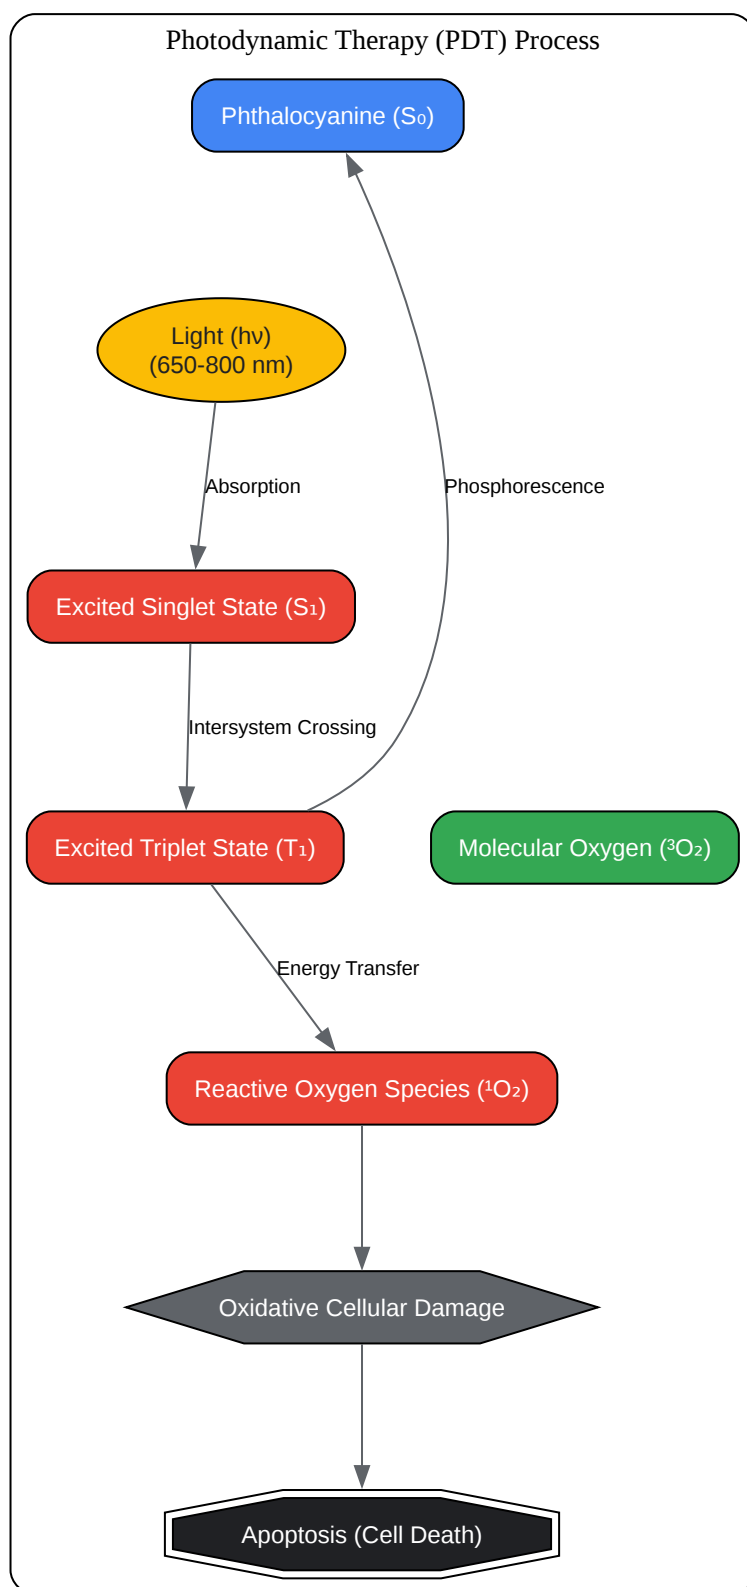 Photodynamic Therapy (PDT) Process
Phthalocyanine (S₀)
Light (hν)
(650-800 nm)
Absorption
Phosphorescence
Excited Singlet State (S₁)
Intersystem Crossing
Excited Triplet State (T₁)
Molecular Oxygen (³O₂)
Energy Transfer
Reactive Oxygen Species (¹O₂)
Oxidative Cellular Damage
Apoptosis (Cell Death)